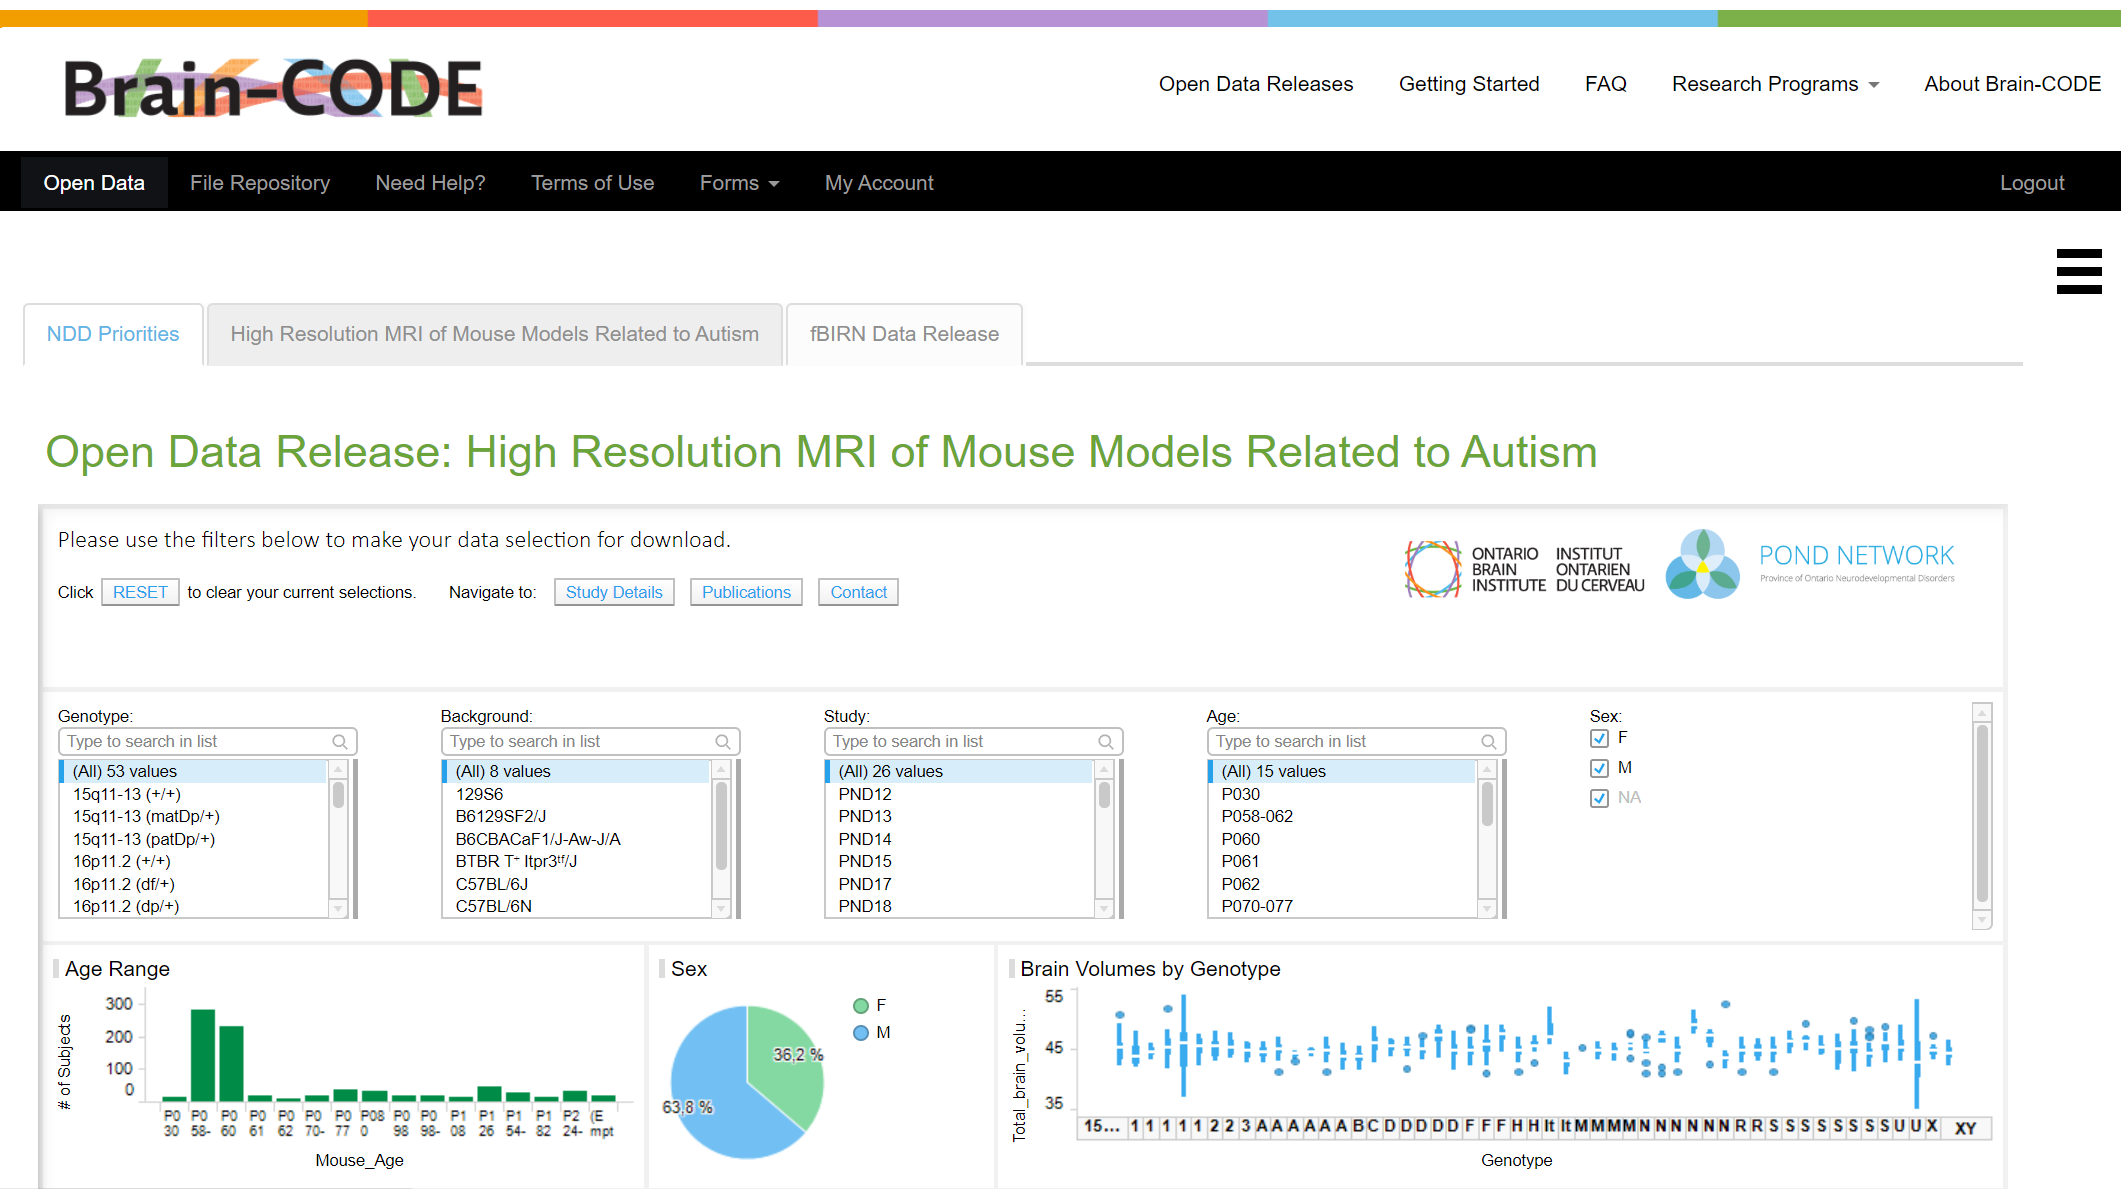 Brain-CODE
Open Data Releases Getting Started FAQ Research Programs About Brain-CODE
Open Data File Repository Need Help? Terms of Use Forms My Account Logout
NDD Priorities High Resolution MRI of Mouse Models Related to Autism fBIRN Data Release
Open Data Release: High Resolution MRI of Mouse Models Related to Autism
Please use the filters below to make your data selection for download.
Click RESET to clear your current selections. Navigate to: Study Details Publications Contact
ONTARIO BRAIN INSTITUTE
INSTITUT ONTARIEN DU CERVEAU
POND NETWORK
Province of Ontario Neurodevelopmental Disorders
Genotype:
Type to search in list
(All) 53 values
15q11-13 (+/+)
15q11-13 (matDp/+)
15q11-13 (patDp/+)
16p11.2 (+/+)
16p11.2 (df/+)
16p11.2 (dp/+)
Background:
Type to search in list
(All) 8 values
129S6
B6129SF2/J
B6CBACaF1/J-Aw-J/A
BTBR T⁺ Itpr3ᵗᶠ/J
C57BL/6J
C57BL/6N
Study:
Type to search in list
(All) 26 values
PND12
PND13
PND14
PND15
PND17
PND18
Age:
Type to search in list
(All) 15 values
P030
P058-062
P060
P061
P062
P070-077
Sex:
F
M
NA
Age Range
# of Subjects
300
200
100
0
P0 P0 P0 P0 P0 P0 P0 P08 P0 P0 P1 P1 P1 P1 P2 (E
30 58- 60 61 62 70- 77 0 98 98- 08 26 54- 82 24- mpt
Mouse_Age
Sex
F
M
36,2 %
63,8 %
Brain Volumes by Genotype
Total_brain_volu...
55
45
35
15... 1 1 1 1 1 2 2 3 A A A A A A B C D D D D D F F F H H It It M M M M N N N N N N R R S S S S S S S S U U X XY
Genotype